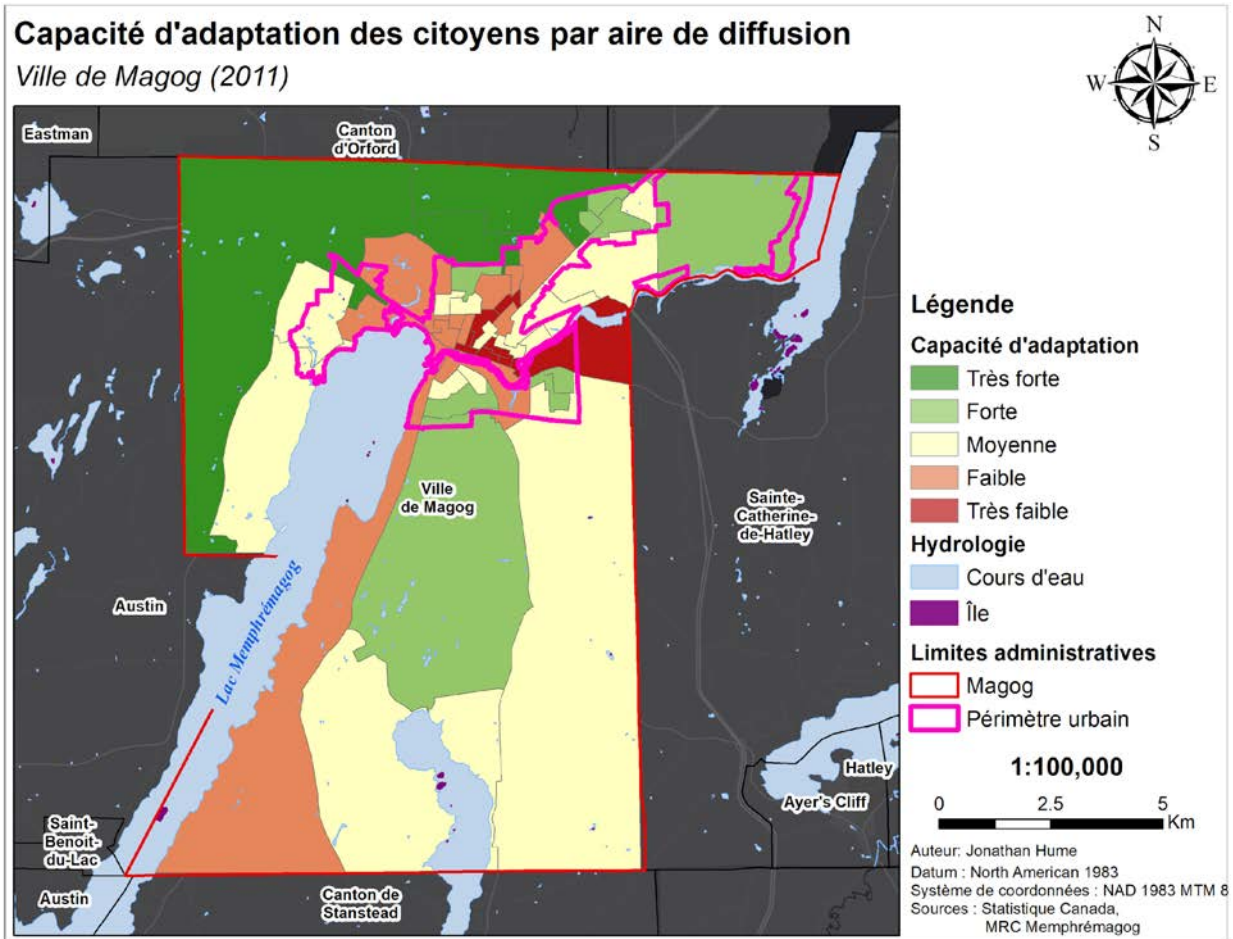 Capacité d'adaptation des citoyens par aire de diffusion
Ville de Magog (2011)
N
W
E
S
Eastman
Canton
d'Orford
Ville
de Magog
Sainte-
Catherine-
de-Hatley
Austin
Lac Memphrémagog
Hatley
Ayer's Cliff
Saint-
Benoit-
du-Lac
Austin
Canton de
Stanstead
Légende
Capacité d'adaptation
Très forte
Forte
Moyenne
Faible
Très faible
Hydrologie
Cours d'eau
Île
Limites administratives
Magog
Périmètre urbain
1:100,000
0 2.5 5
Km
Auteur: Jonathan Hume
Datum : North American 1983
Système de coordonnées : NAD 1983 MTM 8
Sources : Statistique Canada,
MRC Memphrémagog